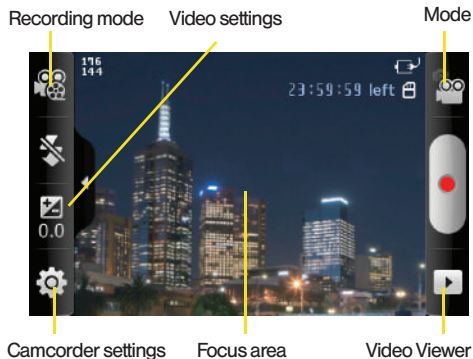 Recording mode
Video settings
Mode
176
144
23:59:59 left
0.0
Camcorder settings
Focus area
Video Viewer